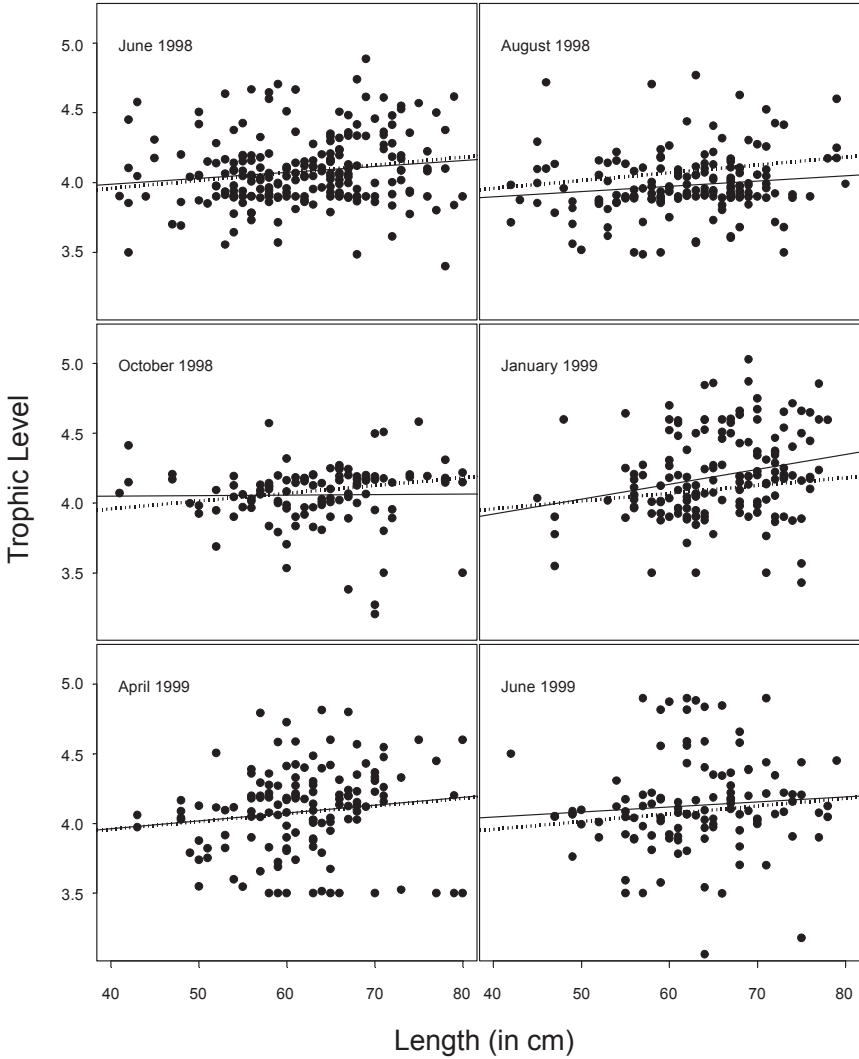 June 1998
August 1998
5.0
4.5
4.0
3.5
October 1998
January 1999
5.0
4.5
4.0
3.5
Trophic Level
April 1999
June 1999
5.0
4.5
4.0
3.5
40 50 60 70 80 40 50 60 70 80
Length (in cm)